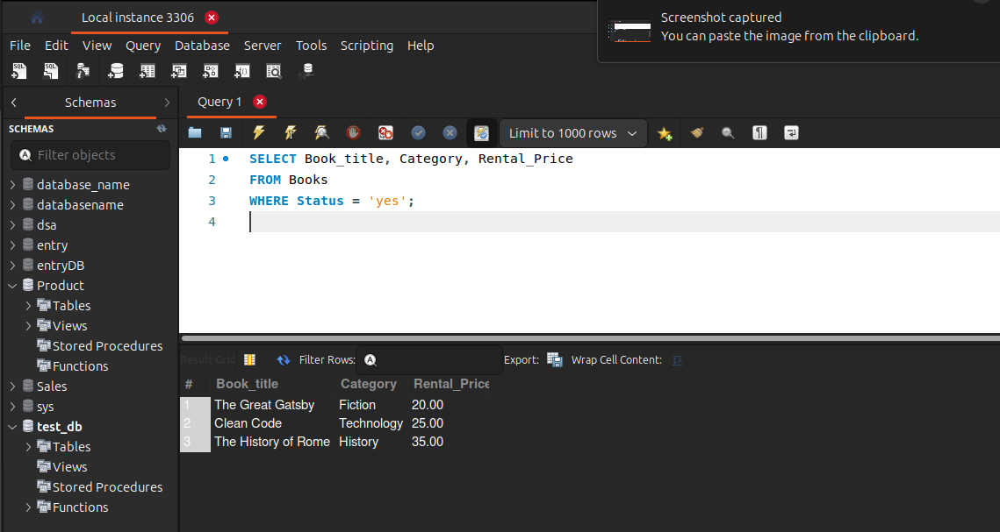 Local instance 3306
Screenshot captured
You can paste the image from the clipboard.
File Edit View Query Database Server Tools Scripting Help
Schemas
Query 1
SCHEMAS
Limit to 1000 rows
Filter objects
1 SELECT Book_title, Category, Rental_Price
2 FROM Books
3 WHERE Status = 'yes';
4
database_name
databasename
dsa
entry
entryDB
Product
Tables
Views
Stored Procedures
Functions
Sales
sys
test_db
Tables
Views
Stored Procedures
Functions
Result Grid Filter Rows: Export: Wrap Cell Content:
# Book_title Category Rental_Price
1 The Great Gatsby Fiction 20.00
2 Clean Code Technology 25.00
3 The History of Rome History 35.00